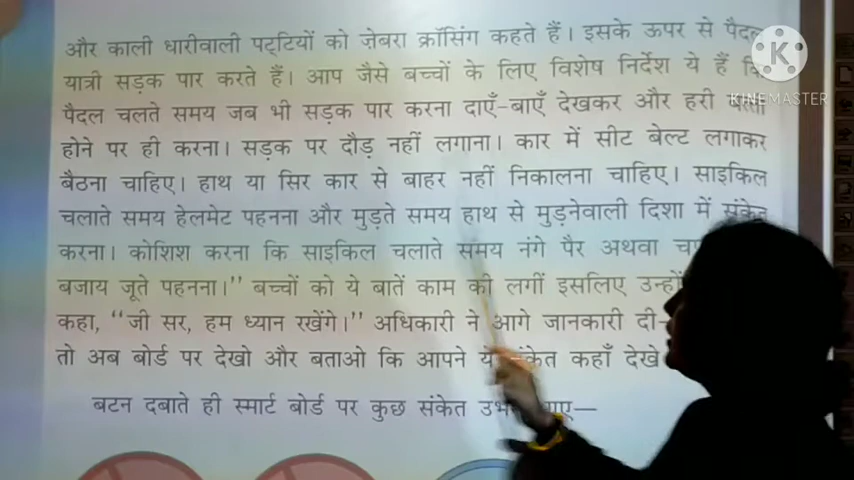 और काली धारीवाली पट्टियों को ज़ेबरा क्रॉसिंग कहते हैं। इसके ऊपर से पैदल
यात्री सड़क पार करते हैं। आप जैसे बच्चों के लिए विशेष निर्देश ये हैं कि
पैदल चलते समय जब भी सड़क पार करना दाएँ-बाएँ देखकर और हरी बत्ती
होने पर ही करना। सड़क पर दौड़ नहीं लगाना। कार में सीट बेल्ट लगाकर
बैठना चाहिए। हाथ या सिर कार से बाहर नहीं निकालना चाहिए। साइकिल
चलाते समय हेलमेट पहनना और मुड़ते समय हाथ से मुड़नेवाली दिशा में संकेत
करना। कोशिश करना कि साइकिल चलाते समय नंगे पैर अथवा
बजाय जूते पहनना।” बच्चों को ये बातें काम की लगीं इसलिए
कहा, “जी सर, हम ध्यान रखेंगे।” अधिकारी ने आगे जानकारी दी—
तो अब बोर्ड पर देखो और बताओ कि आपने ये संकेत कहाँ देखे
बटन दबाते ही स्मार्ट बोर्ड पर कुछ संकेत
KINEMASTER